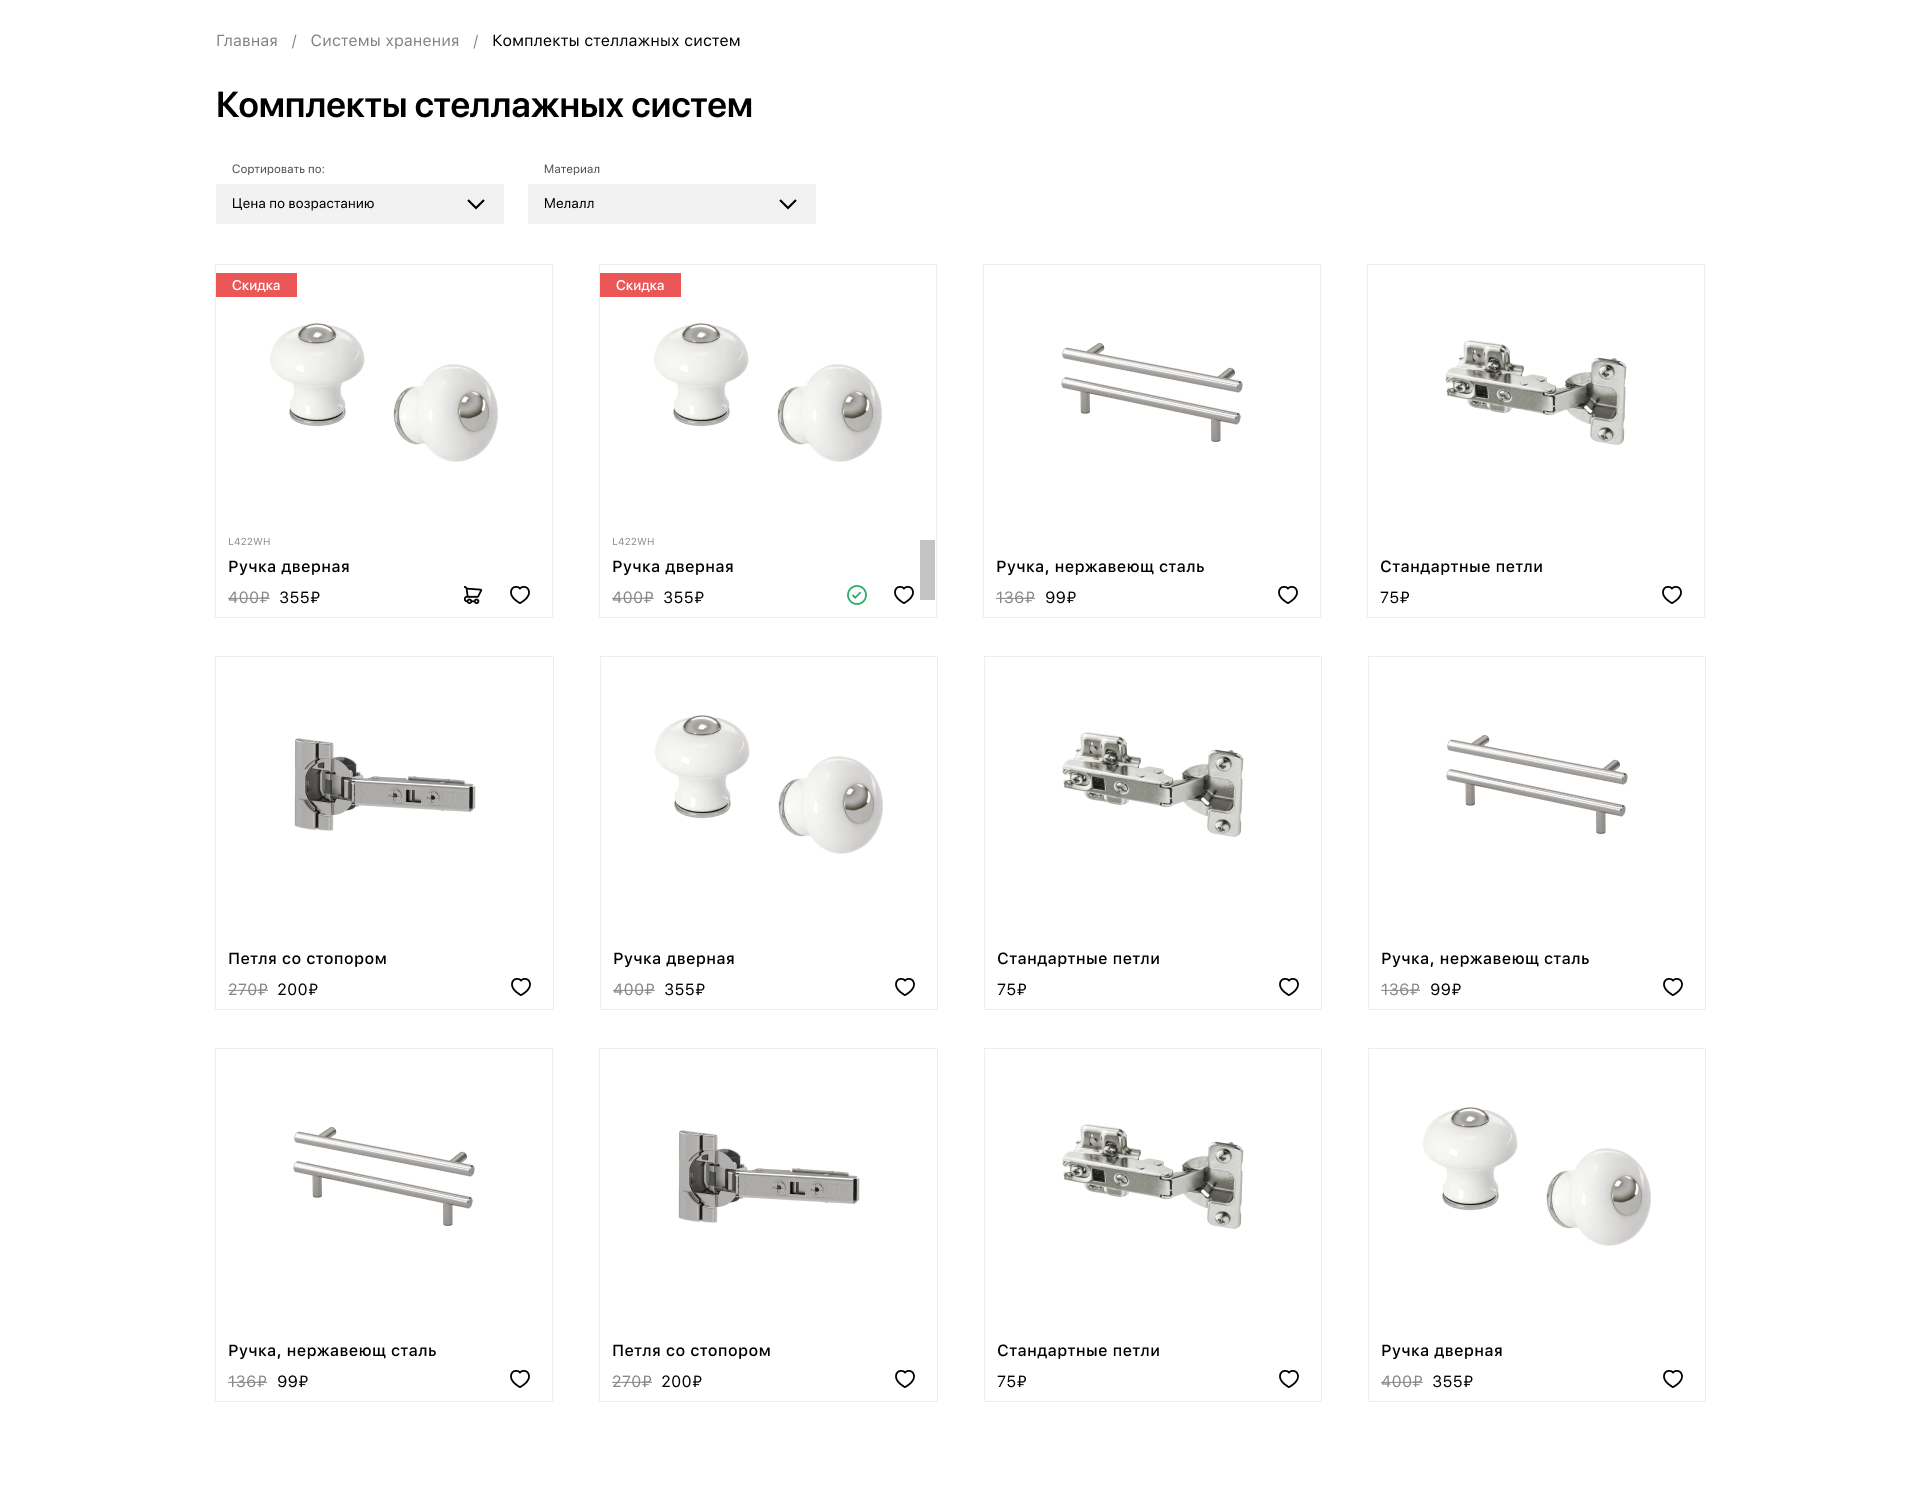 Главная / Системы хранения / Комплекты стеллажных систем
Комплекты стеллажных систем
Сортировать по:
Цена по возрастанию
Материал
Мелалл
Скидка
L422WH
Ручка дверная
400₽ 355₽
Скидка
L422WH
Ручка дверная
400₽ 355₽
Ручка, нержавеющ сталь
136₽ 99₽
Стандартные петли
75₽
Петля со стопором
270₽ 200₽
Ручка дверная
400₽ 355₽
Стандартные петли
75₽
Ручка, нержавеющ сталь
136₽ 99₽
Ручка, нержавеющ сталь
136₽ 99₽
Петля со стопором
270₽ 200₽
Стандартные петли
75₽
Ручка дверная
400₽ 355₽